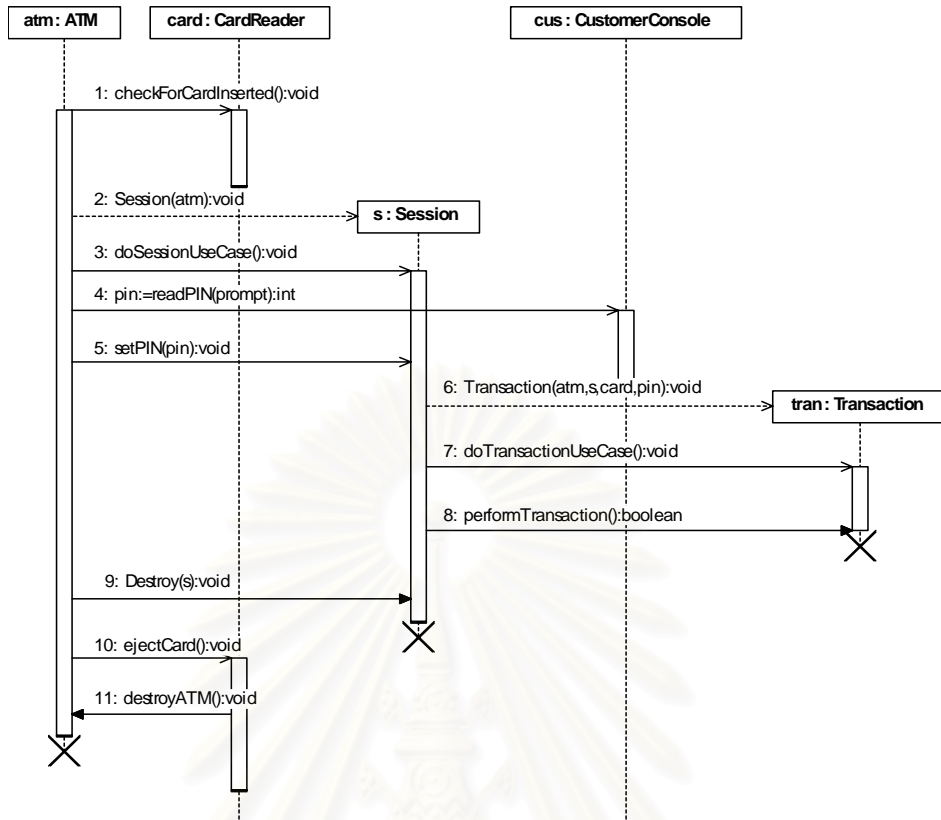 atm : ATM
card : CardReader
cus : CustomerConsole
1: checkForCardInserted():void
2: Session(atm):void
s : Session
3: doSessionUseCase():void
4: pin:=readPIN(prompt):int
5: setPIN(pin):void
6: Transaction(atm,s,card,pin):void
tran : Transaction
7: doTransactionUseCase():void
8: performTransaction():boolean
9: Destroy(s):void
10: ejectCard():void
11: destroyATM():void